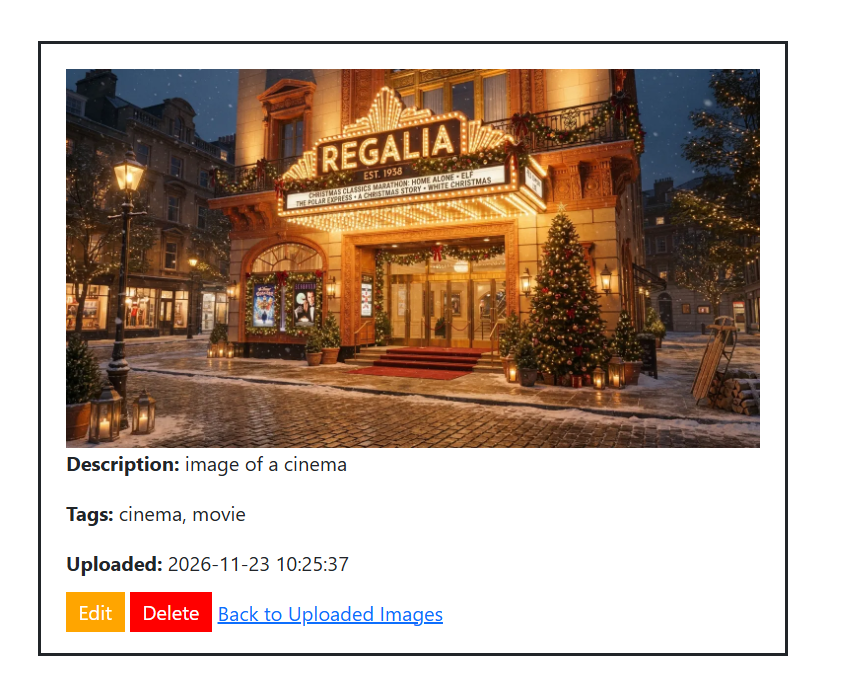 REGALIA
EST. 1938
CHRISTMAS CLASSICS MARATHON: HOME ALONE • ELF
THE POLAR EXPRESS • A CHRISTMAS STORY • WHITE CHRISTMAS
Description: image of a cinema
Tags: cinema, movie
Uploaded: 2026-11-23 10:25:37
Edit Delete Back to Uploaded Images